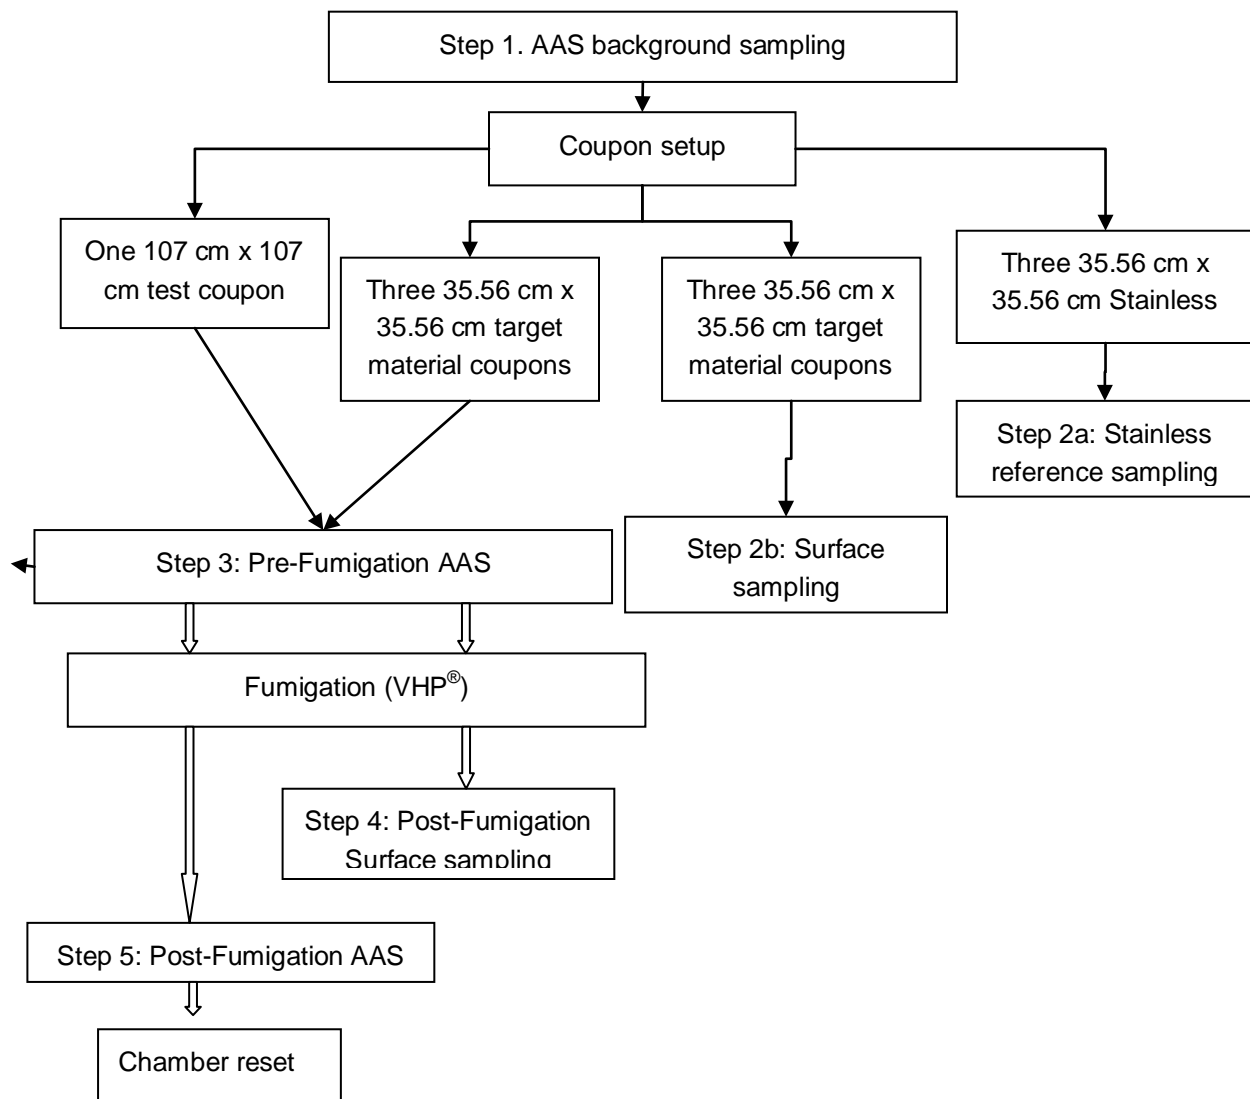 Step 1. AAS background sampling
Coupon setup
One 107 cm x 107
cm test coupon
Three 35.56 cm x
35.56 cm target
material coupons
Three 35.56 cm x
35.56 cm target
material coupons
Three 35.56 cm x
35.56 cm Stainless
Step 2a: Stainless
reference sampling
Step 3: Pre-Fumigation AAS
Step 2b: Surface
sampling
Fumigation (VHP®)
Step 4: Post-Fumigation
Surface sampling
Step 5: Post-Fumigation AAS
Chamber reset